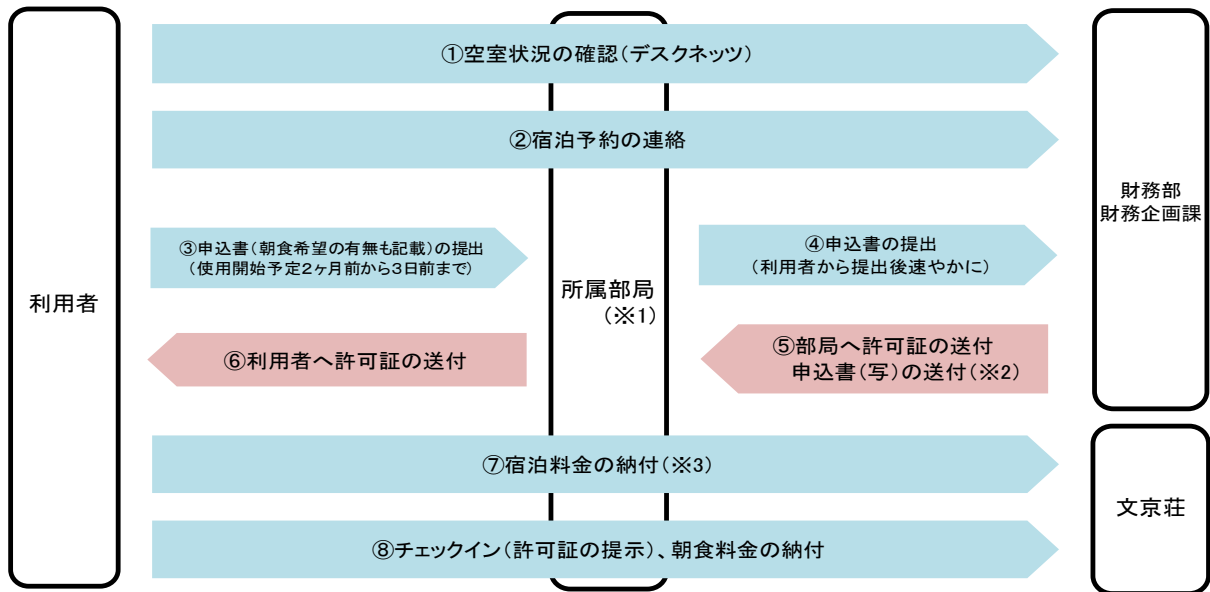 ①空室状況の確認(デスクネッツ)
②宿泊予約の連絡
利用者
③申込書(朝食希望の有無も記載)の提出
(使用開始予定2ヶ月前から3日前まで)
所属部局
(※1)
④申込書の提出
(利用者から提出後速やかに)
財務部
財務企画課
⑥利用者へ許可証の送付
⑤部局へ許可証の送付
申込書(写)の送付(※2)
⑦宿泊料金の納付(※3)
⑧チェックイン(許可証の提示)、朝食料金の納付
文京荘